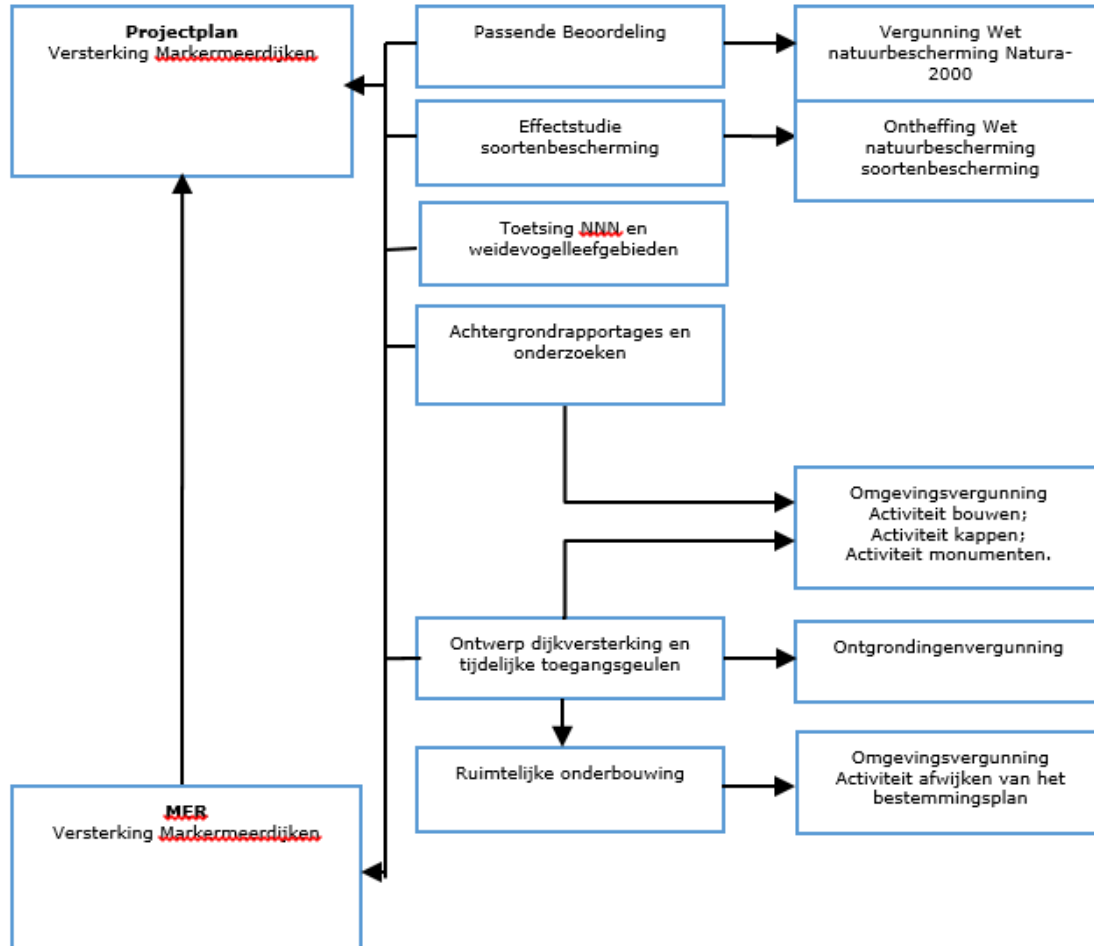 Projectplan
Versterking Markermeerdijken
Passende Beoordeling
Vergunning Wet
natuurbescherming Natura-
2000
Effectstudie
soortenbescherming
Ontheffing Wet
natuurbescherming
soortenbescherming
Toetsing NNN en
weidevogelleefgebieden
Achtergrondrapportages en
onderzoeken
Omgevingsvergunning
Activiteit bouwen;
Activiteit kappen;
Activiteit monumenten.
Ontwerp dijkversterking en
tijdelijke toegangsgeulen
Ontgrondingenvergunning
Ruimtelijke onderbouwing
Omgevingsvergunning
Activiteit afwijken van het
bestemmingsplan
MER
Versterking Markermeerdijken